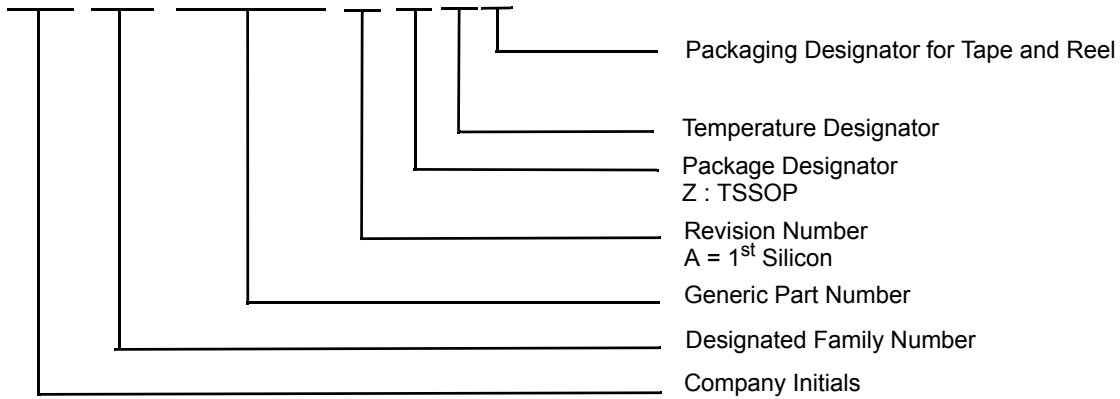 Packaging Designator for Tape and Reel
Temperature Designator
Package Designator
Z : TSSOP
Revision Number
A = 1st Silicon
Generic Part Number
Designated Family Number
Company Initials